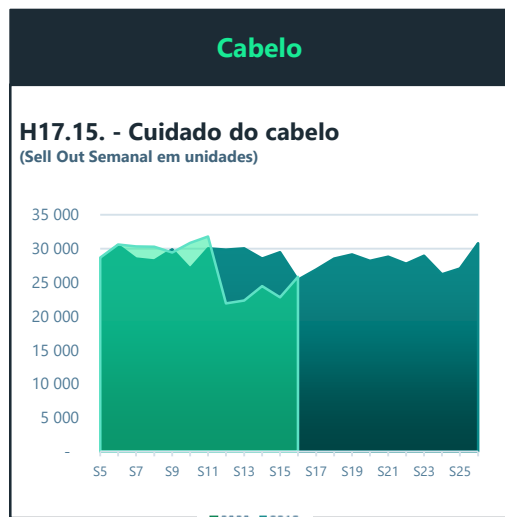 Cabelo
H17.15. - Cuidado do cabelo
(Sell Out Semanal em unidades)
35 000
30 000
25 000
20 000
15 000
10 000
5 000
-
S5 S7 S9 S11 S13 S15 S17 S19 S21 S23 S25